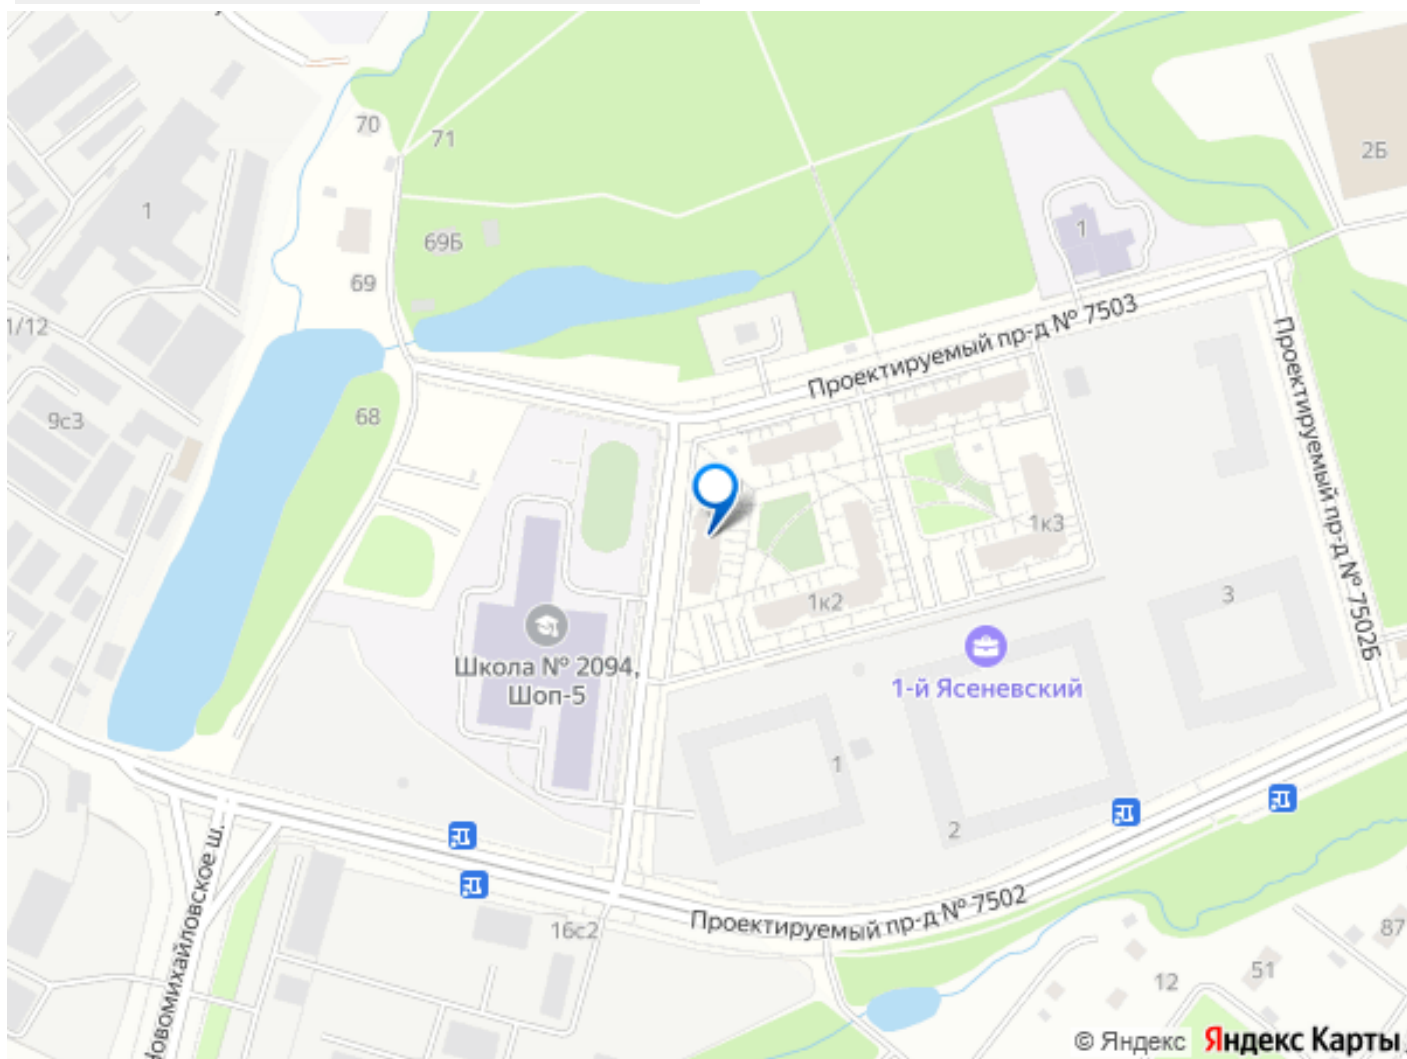 70
71
2Б
1
1
69Б
69
1/12
Проектируемый пр-д № 7503
Проектируемый пр-д № 7502Б
68
9с3
1к3
1к2
3
Школа № 2094,
Шоп-5
1-й Ясеневский
1
2
Новомихайловское ш.
Проектируемый пр-д № 7502
16с2
87
51
12
© Яндекс Яндекс Карты